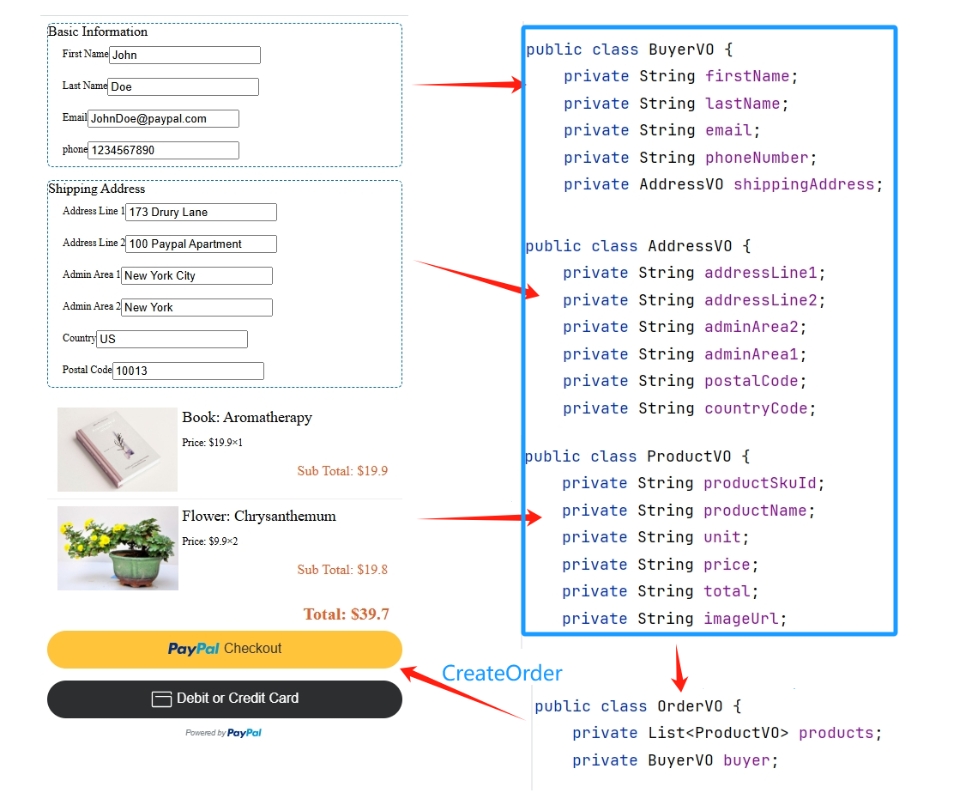 Basic Information
First Name John
Last Name Doe
Email JohnDoe@paypal.com
phone 1234567890
Shipping Address
Address Line 1 173 Drury Lane
Address Line 2 100 Paypal Apartment
Admin Area 1 New York City
Admin Area 2 New York
Country US
Postal Code 10013
Book: Aromatherapy
Price: $19.9×1
Sub Total: $19.9
Flower: Chrysanthemum
Price: $9.9×2
Sub Total: $19.8
Total: $39.7
PayPal Checkout
Debit or Credit Card
Powered by PayPal
public class BuyerVO {
private String firstName;
private String lastName;
private String email;
private String phoneNumber;
private AddressVO shippingAddress;
public class AddressVO {
private String addressLine1;
private String addressLine2;
private String adminArea2;
private String adminArea1;
private String postalCode;
private String countryCode;
public class ProductVO {
private String productSkuId;
private String productName;
private String unit;
private String price;
private String total;
private String imageUrl;
CreateOrder
public class OrderVO {
private List<ProductVO> products;
private BuyerVO buyer;